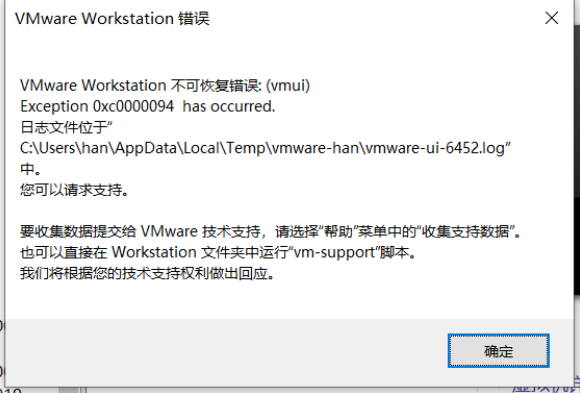 VMware Workstation 错误
VMware Workstation 不可恢复错误: (vmui)
Exception 0xc0000094  has occurred.
日志文件位于“
C:\Users\han\AppData\Local\Temp\vmware-han\vmware-ui-6452.log”
中。
您可以请求支持。
要收集数据提交给 VMware 技术支持，请选择“帮助”菜单中的“收集支持数据”。
也可以直接在 Workstation 文件夹中运行“vm-support”脚本。
我们将根据您的技术支持权利做出回应。
确定